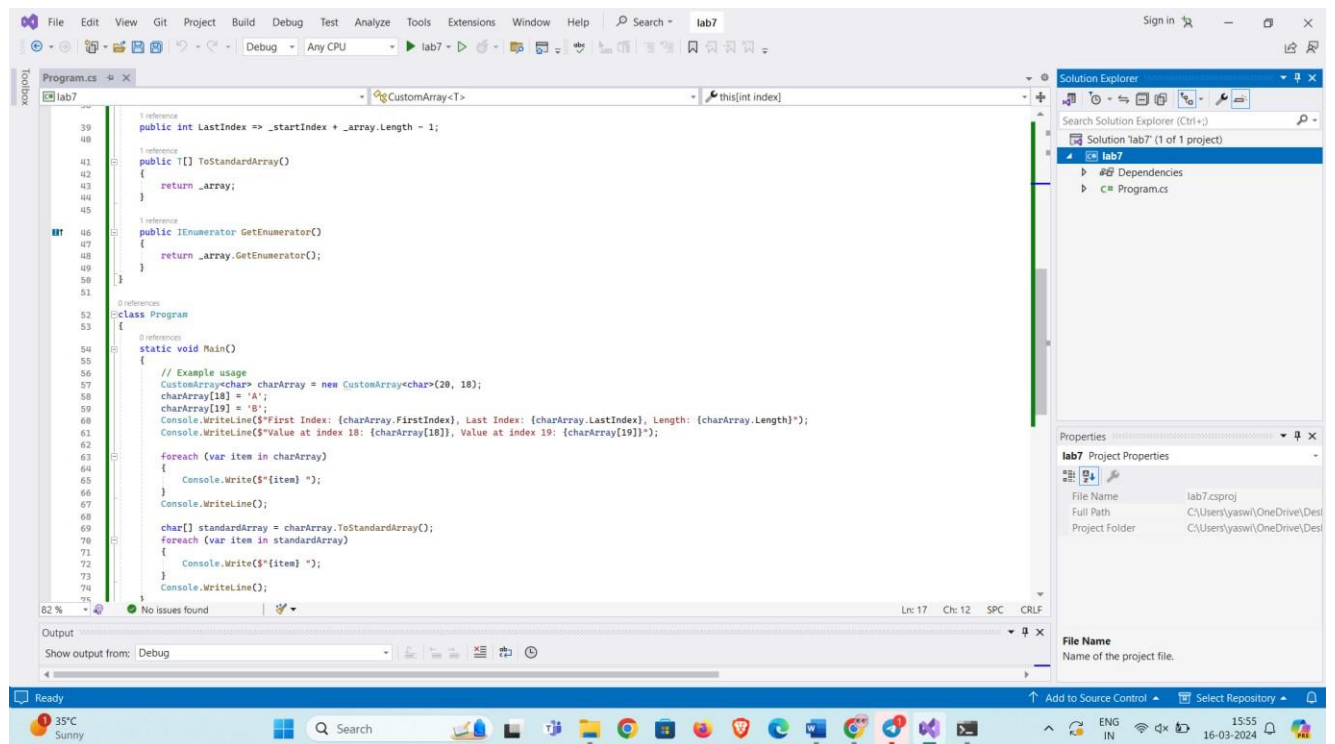 File Edit View Git Project Build Debug Test Analyze Tools Extensions Window Help Search lab7 Sign in
Debug Any CPU lab7
Toolbox
Program.cs
lab7 CustomArray<T> this[int index]
1 reference
39 public int LastIndex => _startIndex + _array.Length - 1;
40
1 reference
41 public T[] ToStandardArray()
42 {
43 return _array;
44 }
45
1 reference
46 public IEnumerator GetEnumerator()
47 {
48 return _array.GetEnumerator();
49 }
50 }
51
0 references
52 class Program
53 {
0 references
54 static void Main()
55 {
56 // Example usage
57 CustomArray<char> charArray = new CustomArray<char>(20, 18);
58 charArray[18] = 'A';
59 charArray[19] = 'B';
60 Console.WriteLine($"First Index: {charArray.FirstIndex}, Last Index: {charArray.LastIndex}, Length: {charArray.Length}");
61 Console.WriteLine($"Value at index 18: {charArray[18]}, Value at index 19: {charArray[19]}");
62
63 foreach (var item in charArray)
64 {
65 Console.Write($"{item} ");
66 }
67 Console.WriteLine();
68
69 char[] standardArray = charArray.ToStandardArray();
70 foreach (var item in standardArray)
71 {
72 Console.Write($"{item} ");
73 }
74 Console.WriteLine();
75 }
82 % No issues found Ln: 17 Ch: 12 SPC CRLF
Output
Show output from: Debug
Solution Explorer
Search Solution Explorer (Ctrl+;)
Solution 'lab7' (1 of 1 project)
lab7
Dependencies
C# Program.cs
Properties
lab7 Project Properties
File Name lab7.csproj
Full Path C:\Users\yaswi\OneDrive\Des
Project Folder C:\Users\yaswi\OneDrive\Des
File Name
Name of the project file.
Ready Add to Source Control Select Repository
1 35°C
Sunny
Search
ENG
IN
15:55
16-03-2024
PRE